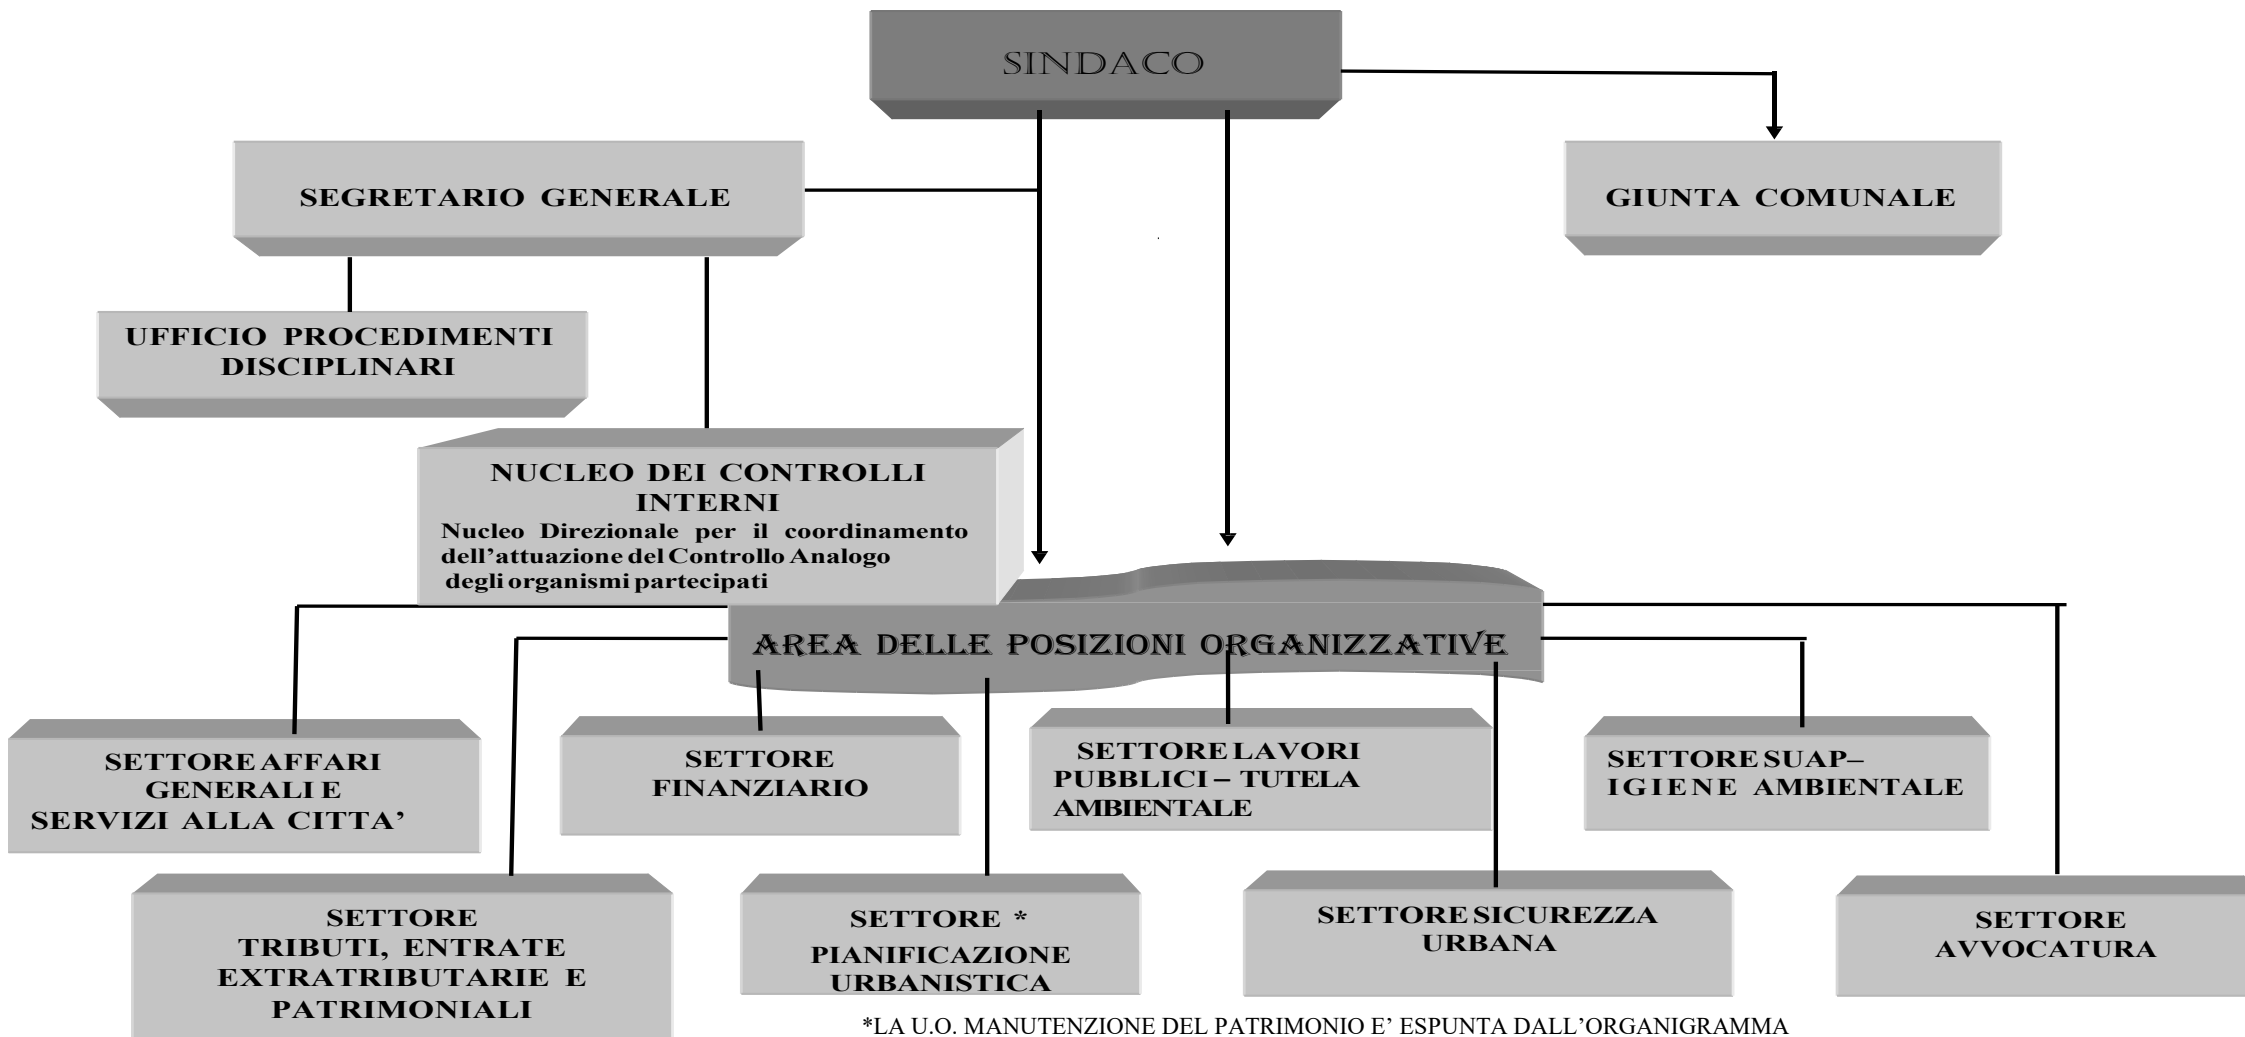 SINDACO
SEGRETARIO GENERALE
GIUNTA COMUNALE
UFFICIO PROCEDIMENTI
DISCIPLINARI
NUCLEO DEI CONTROLLI
INTERNI
Nucleo Direzionale per il coordinamento
dell’attuazione del Controllo Analogo
degli organismi partecipati
AREA DELLE POSIZIONI ORGANIZZATIVE
SETTORE AFFARI
GENERALI E
SERVIZI ALLA CITTA’
SETTORE
FINANZIARIO
SETTORE LAVORI
PUBBLICI – TUTELA
AMBIENTALE
SETTORE SUAP–
IGIENE AMBIENTALE
SETTORE
TRIBUTI, ENTRATE
EXTRATRIBUTARIE E
PATRIMONIALI
SETTORE *
PIANIFICAZIONE
URBANISTICA
SETTORE SICUREZZA
URBANA
SETTORE
AVVOCATURA
*LA U.O. MANUTENZIONE DEL PATRIMONIO E’ ESPUNTA DALL’ORGANIGRAMMA